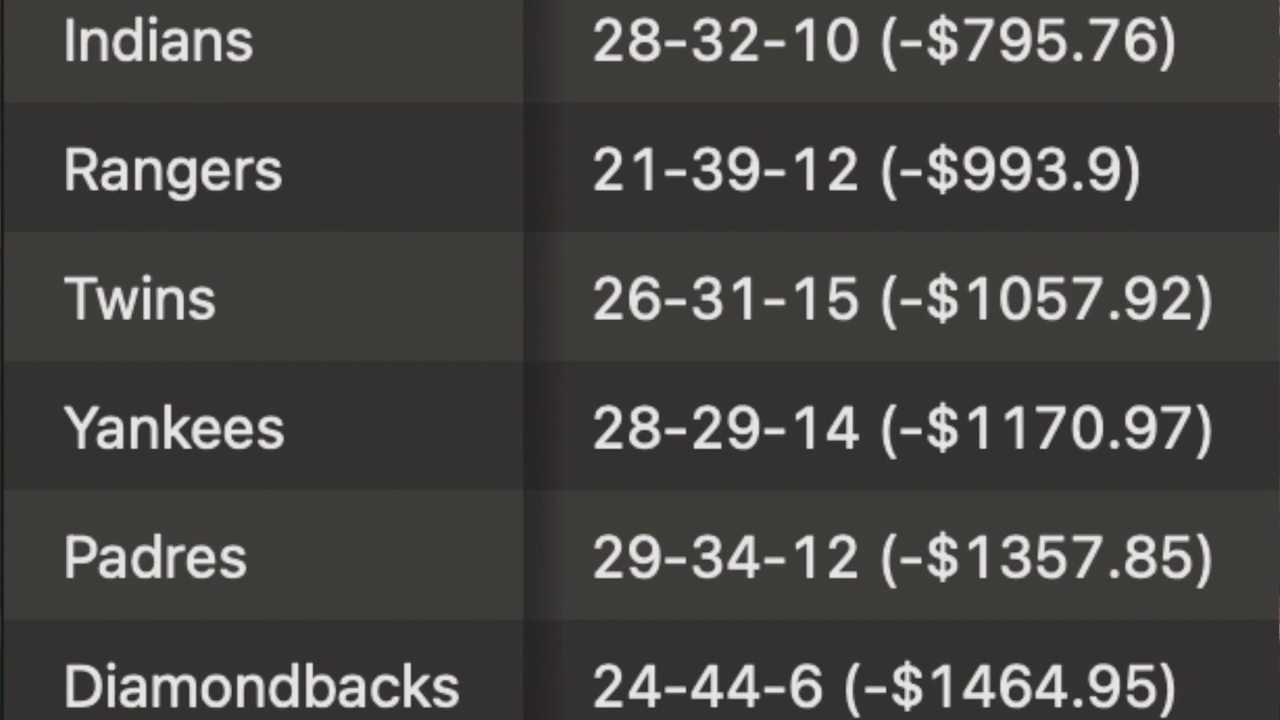 Indians 28-32-10 (-$795.76)
Rangers 21-39-12 (-$993.9)
Twins 26-31-15 (-$1057.92)
Yankees 28-29-14 (-$1170.97)
Padres 29-34-12 (-$1357.85)
Diamondbacks 24-44-6 (-$1464.95)